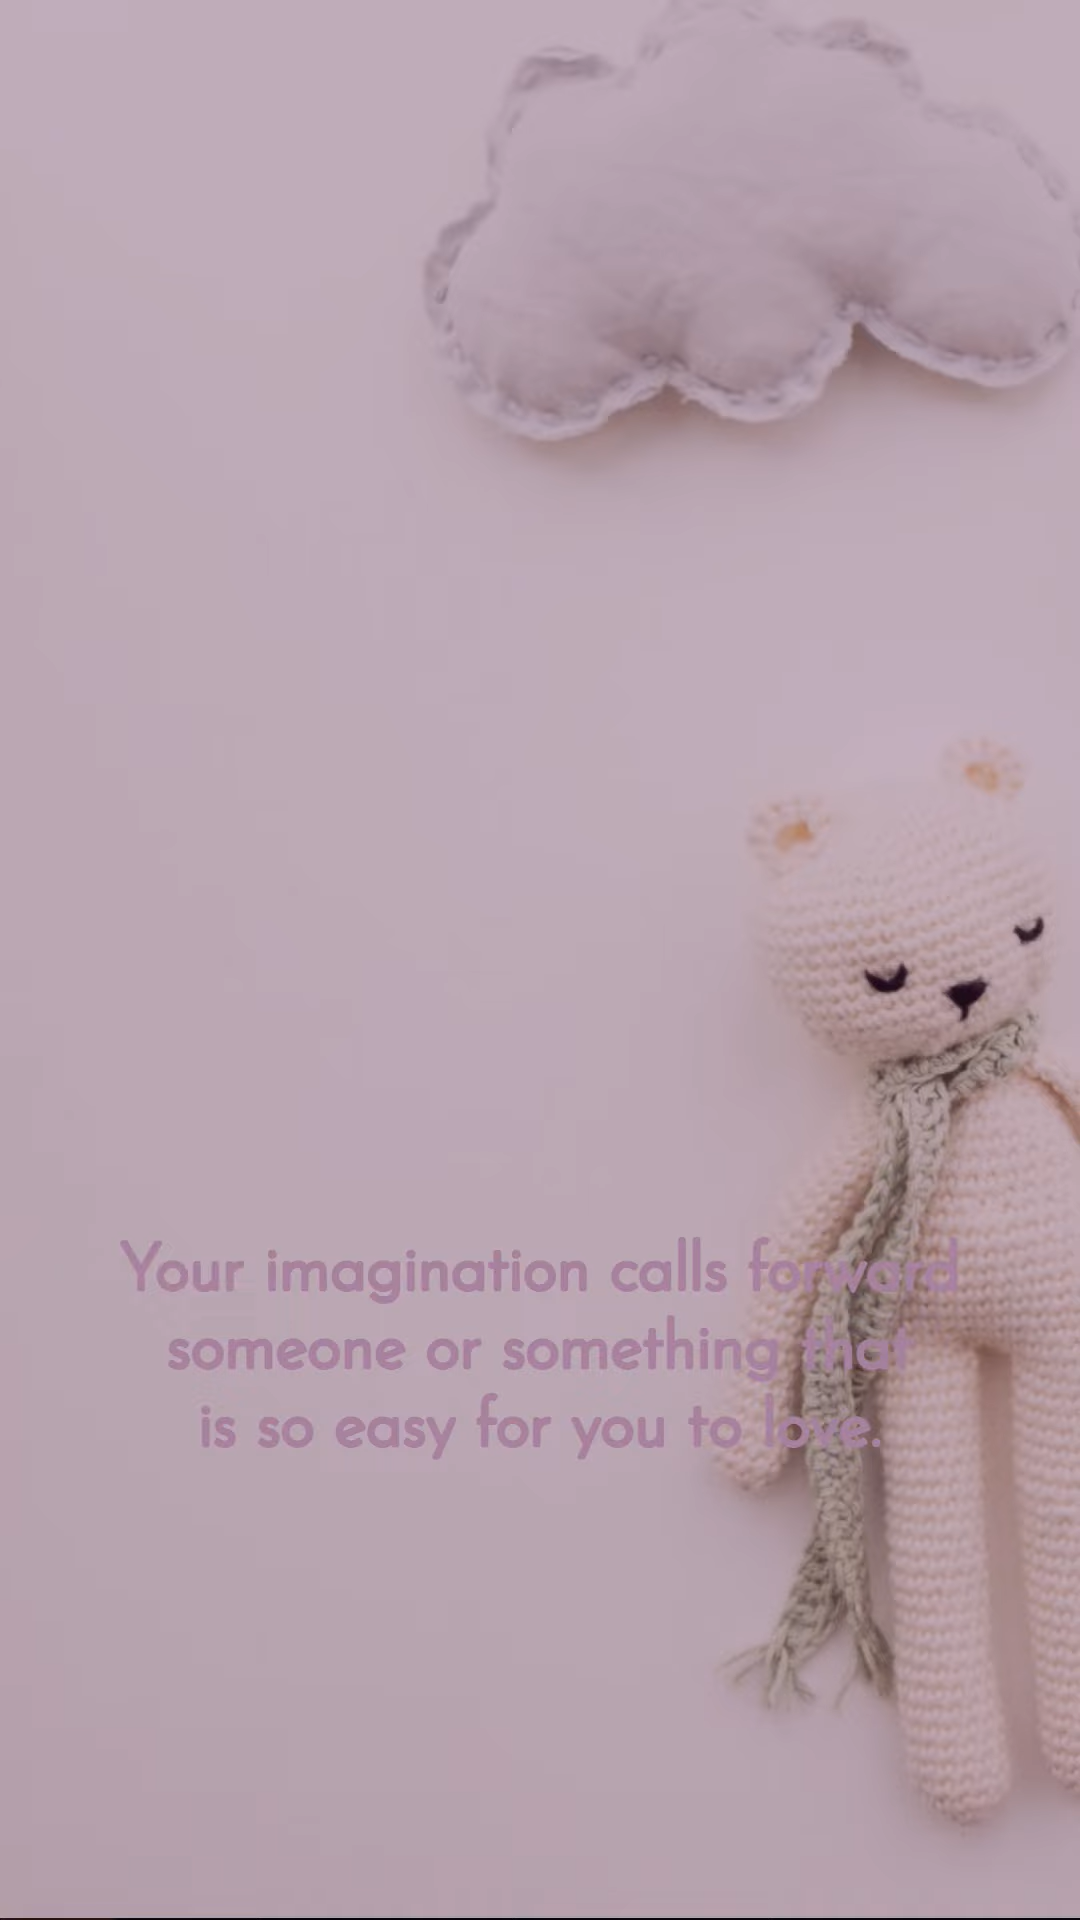 Your imagination calls forward
someone or something that
is so easy for you to love.